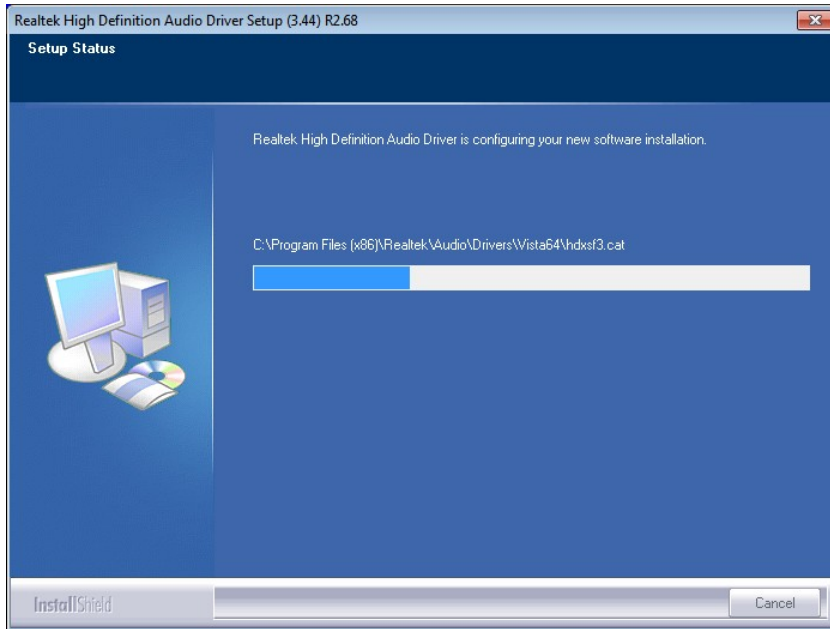 Realtek High Definition Audio Driver Setup (3.44) R2.68
Setup Status
Realtek High Definition Audio Driver is configuring your new software installation.
C:\Program Files (x86)\Realtek\Audio\Drivers\Vista64\hdxsf3.cat
InstallShield
Cancel